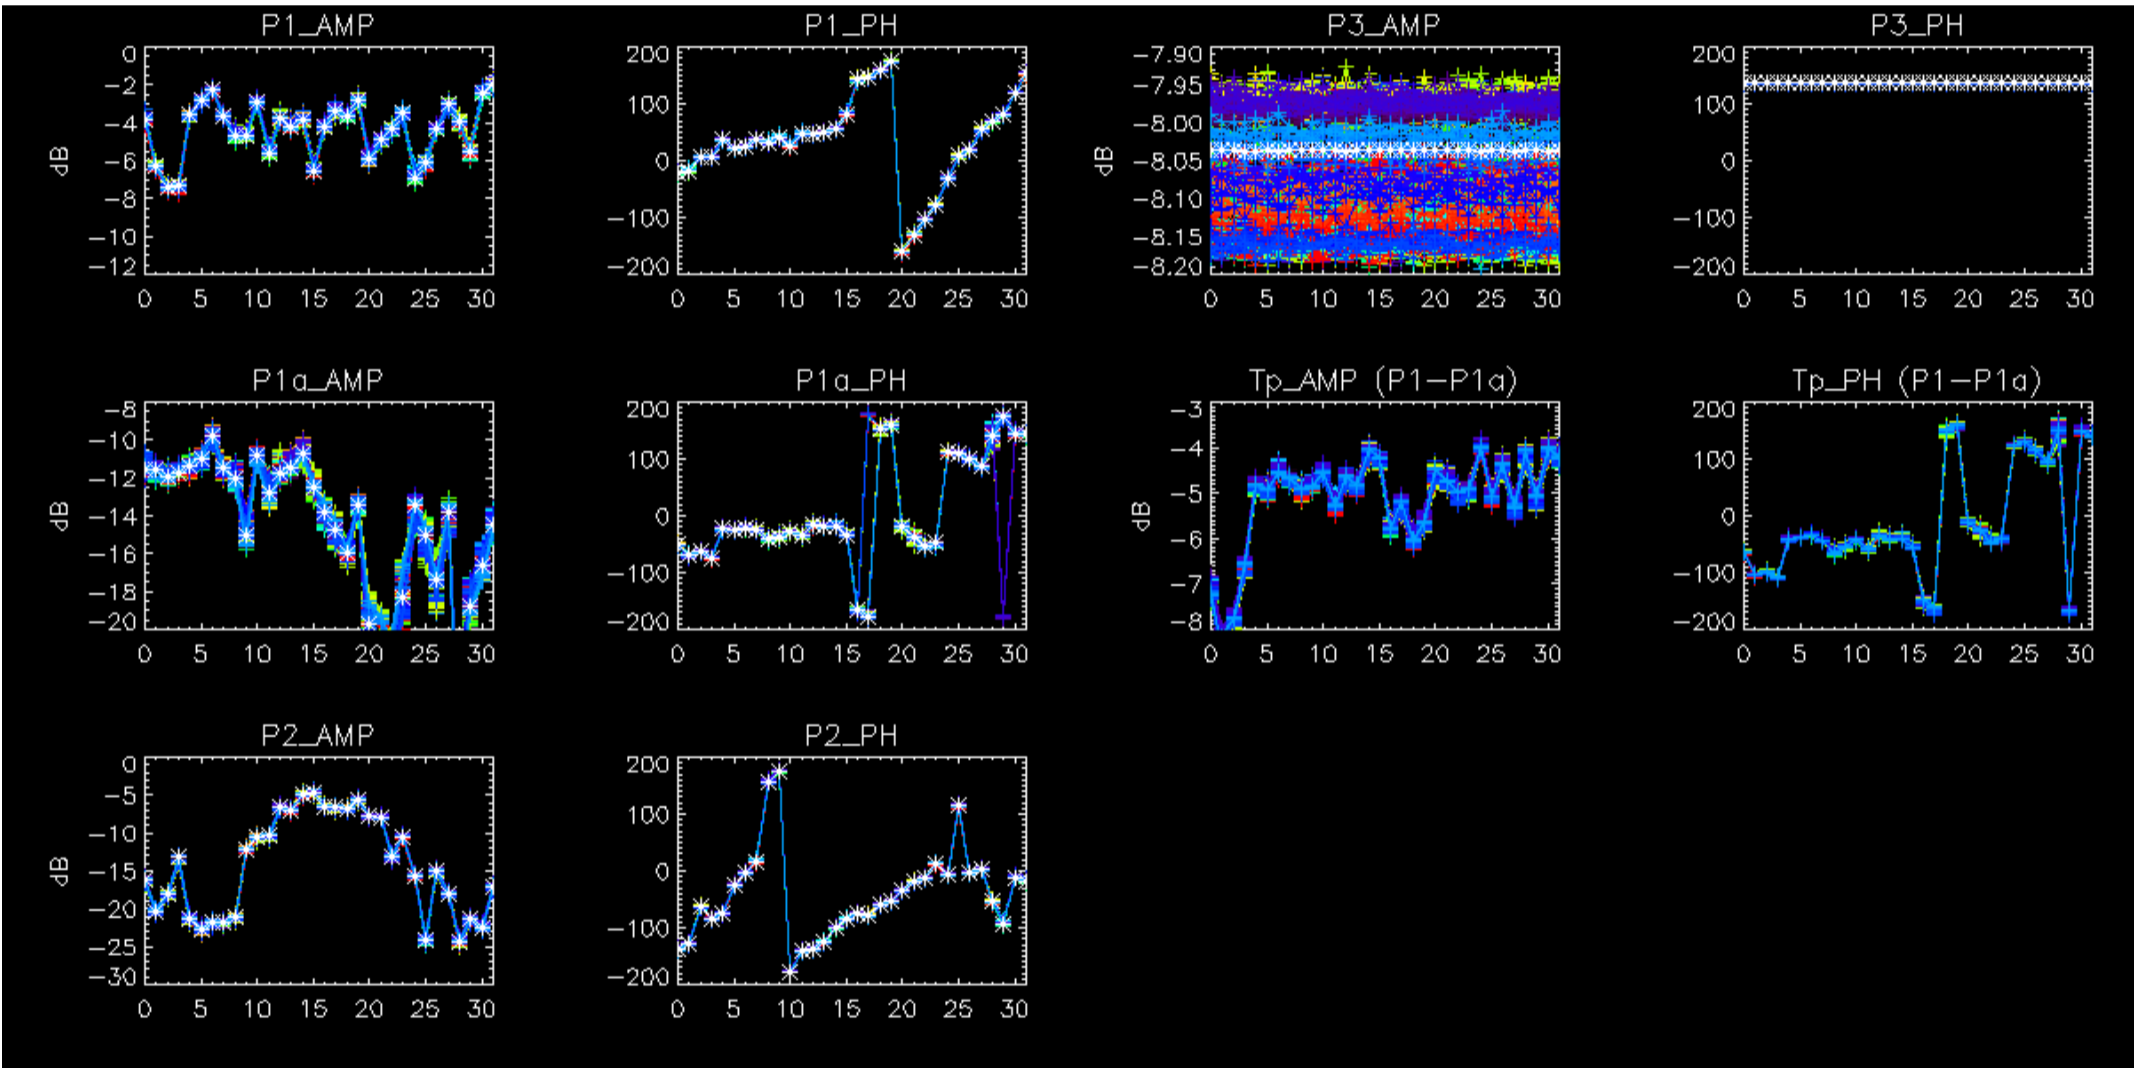 P1_AMP
P1_PH
P3_AMP
P3_PH
0
-2
-4
-6
-8
-10
-12
dB
0 5 10 15 20 25 30
200
100
0
-100
-200
0 5 10 15 20 25 30
-7.90
-7.95
-8.00
-8.05
-8.10
-8.15
-8.20
dB
0 5 10 15 20 25 30
200
100
0
-100
-200
0 5 10 15 20 25 30
P1a_AMP
P1a_PH
Tp_AMP (P1-P1a)
Tp_PH (P1-P1a)
-8
-10
-12
-14
-16
-18
-20
dB
0 5 10 15 20 25 30
200
100
0
-100
-200
0 5 10 15 20 25 30
-3
-4
-5
-6
-7
-8
dB
0 5 10 15 20 25 30
200
100
0
-100
-200
0 5 10 15 20 25 30
P2_AMP
P2_PH
0
-5
-10
-15
-20
-25
-30
dB
0 5 10 15 20 25 30
200
100
0
-100
-200
0 5 10 15 20 25 30